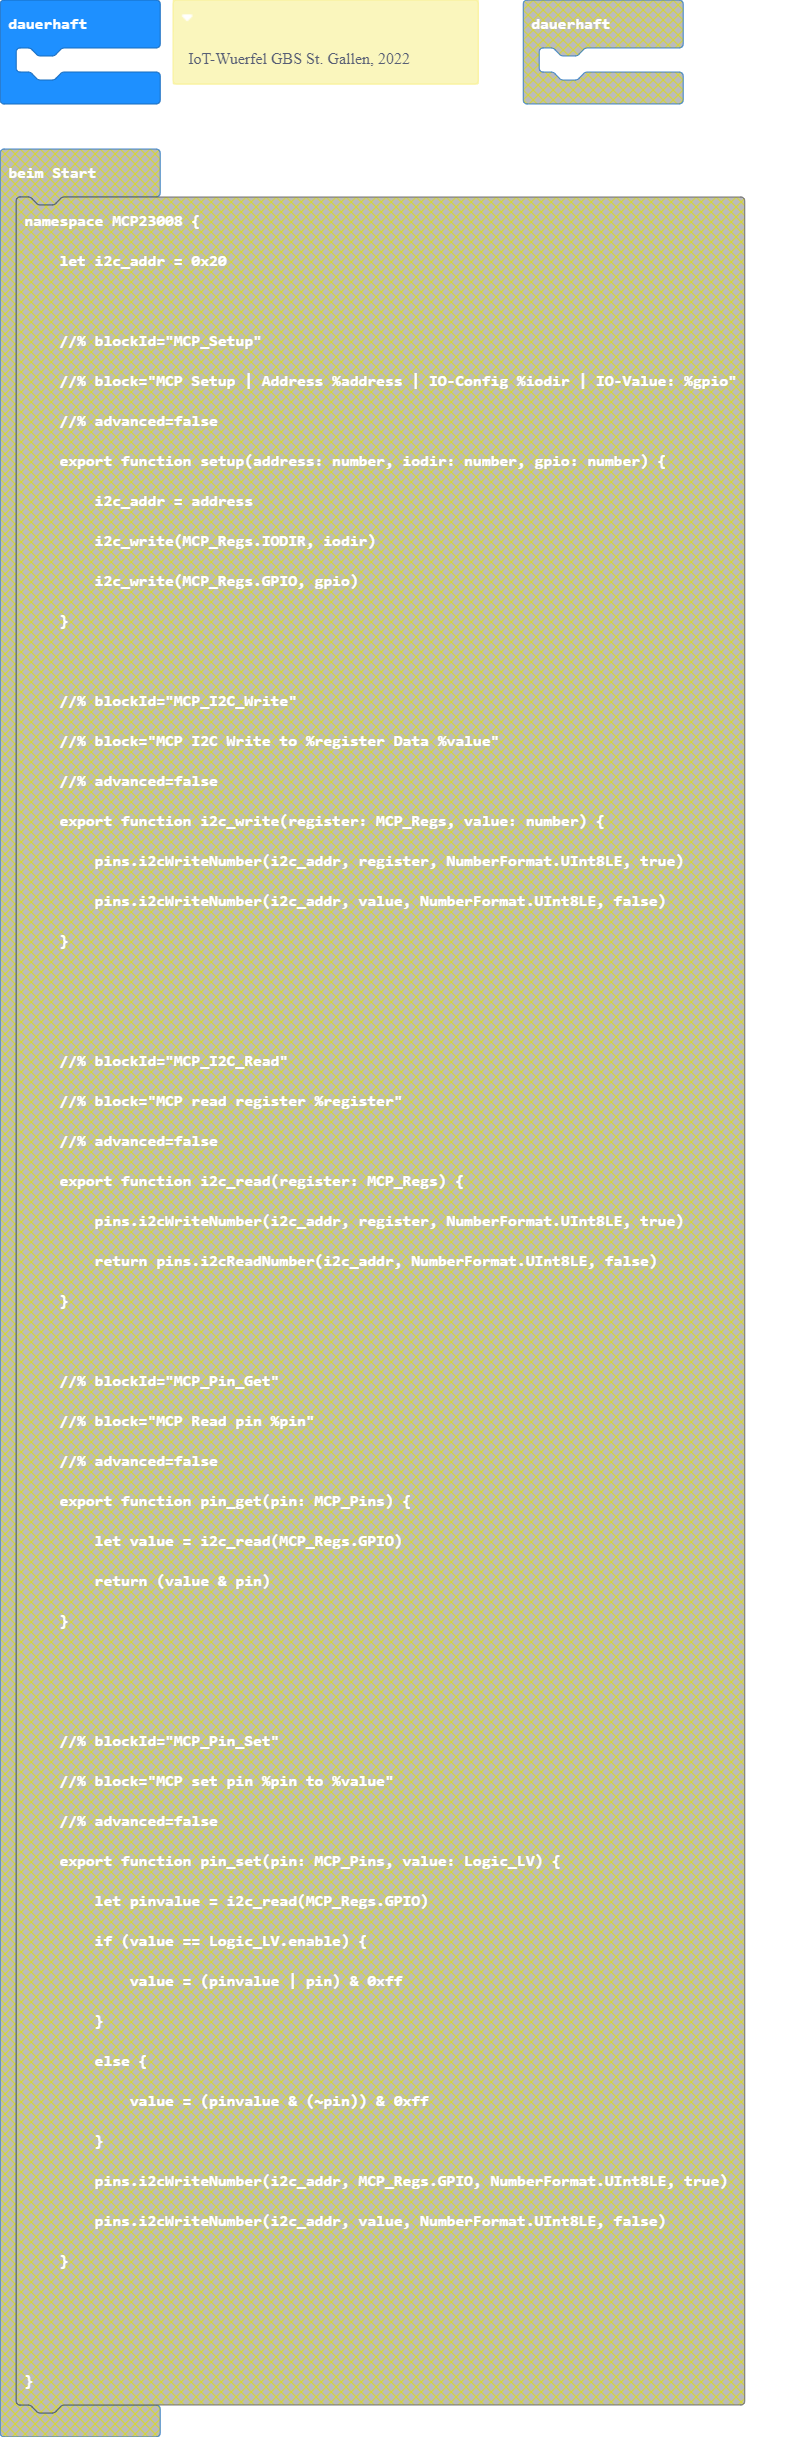 dauerhaft
IoT-Wuerfel GBS St. Gallen, 2022
dauerhaft
beim Start
namespace MCP23008 {
    let i2c_addr = 0x20
    //% blockId="MCP_Setup"
    //% block="MCP Setup | Address %address | IO-Config %iodir | IO-Value: %gpio"
    //% advanced=false
    export function setup(address: number, iodir: number, gpio: number) {
        i2c_addr = address
        i2c_write(MCP_Regs.IODIR, iodir)
        i2c_write(MCP_Regs.GPIO, gpio)
    }
    //% blockId="MCP_I2C_Write"
    //% block="MCP I2C Write to %register Data %value"
    //% advanced=false
    export function i2c_write(register: MCP_Regs, value: number) {
        pins.i2cWriteNumber(i2c_addr, register, NumberFormat.UInt8LE, true)
        pins.i2cWriteNumber(i2c_addr, value, NumberFormat.UInt8LE, false)
    }
    //% blockId="MCP_I2C_Read"
    //% block="MCP read register %register"
    //% advanced=false
    export function i2c_read(register: MCP_Regs) {
        pins.i2cWriteNumber(i2c_addr, register, NumberFormat.UInt8LE, true)
        return pins.i2cReadNumber(i2c_addr, NumberFormat.UInt8LE, false)
    }
    //% blockId="MCP_Pin_Get"
    //% block="MCP Read pin %pin"
    //% advanced=false
    export function pin_get(pin: MCP_Pins) {
        let value = i2c_read(MCP_Regs.GPIO)
        return (value & pin)
    }
    //% blockId="MCP_Pin_Set"
    //% block="MCP set pin %pin to %value"
    //% advanced=false
    export function pin_set(pin: MCP_Pins, value: Logic_LV) {
        let pinvalue = i2c_read(MCP_Regs.GPIO)
        if (value == Logic_LV.enable) {
            value = (pinvalue | pin) & 0xff
        }
        else {
            value = (pinvalue & (~pin)) & 0xff
        }
        pins.i2cWriteNumber(i2c_addr, MCP_Regs.GPIO, NumberFormat.UInt8LE, true)
        pins.i2cWriteNumber(i2c_addr, value, NumberFormat.UInt8LE, false)
    }
}